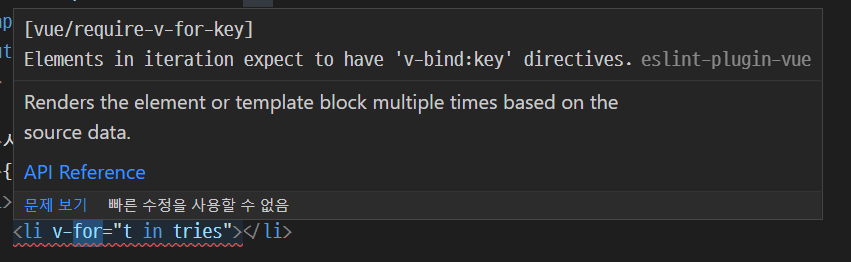 [vue/require-v-for-key]
Elements in iteration expect to have 'v-bind:key' directives. eslint-plugin-vue
Renders the element or template block multiple times based on the
source data.
API Reference
문제 보기 빠른 수정을 사용할 수 없음
<li v-for="t in tries"></li>